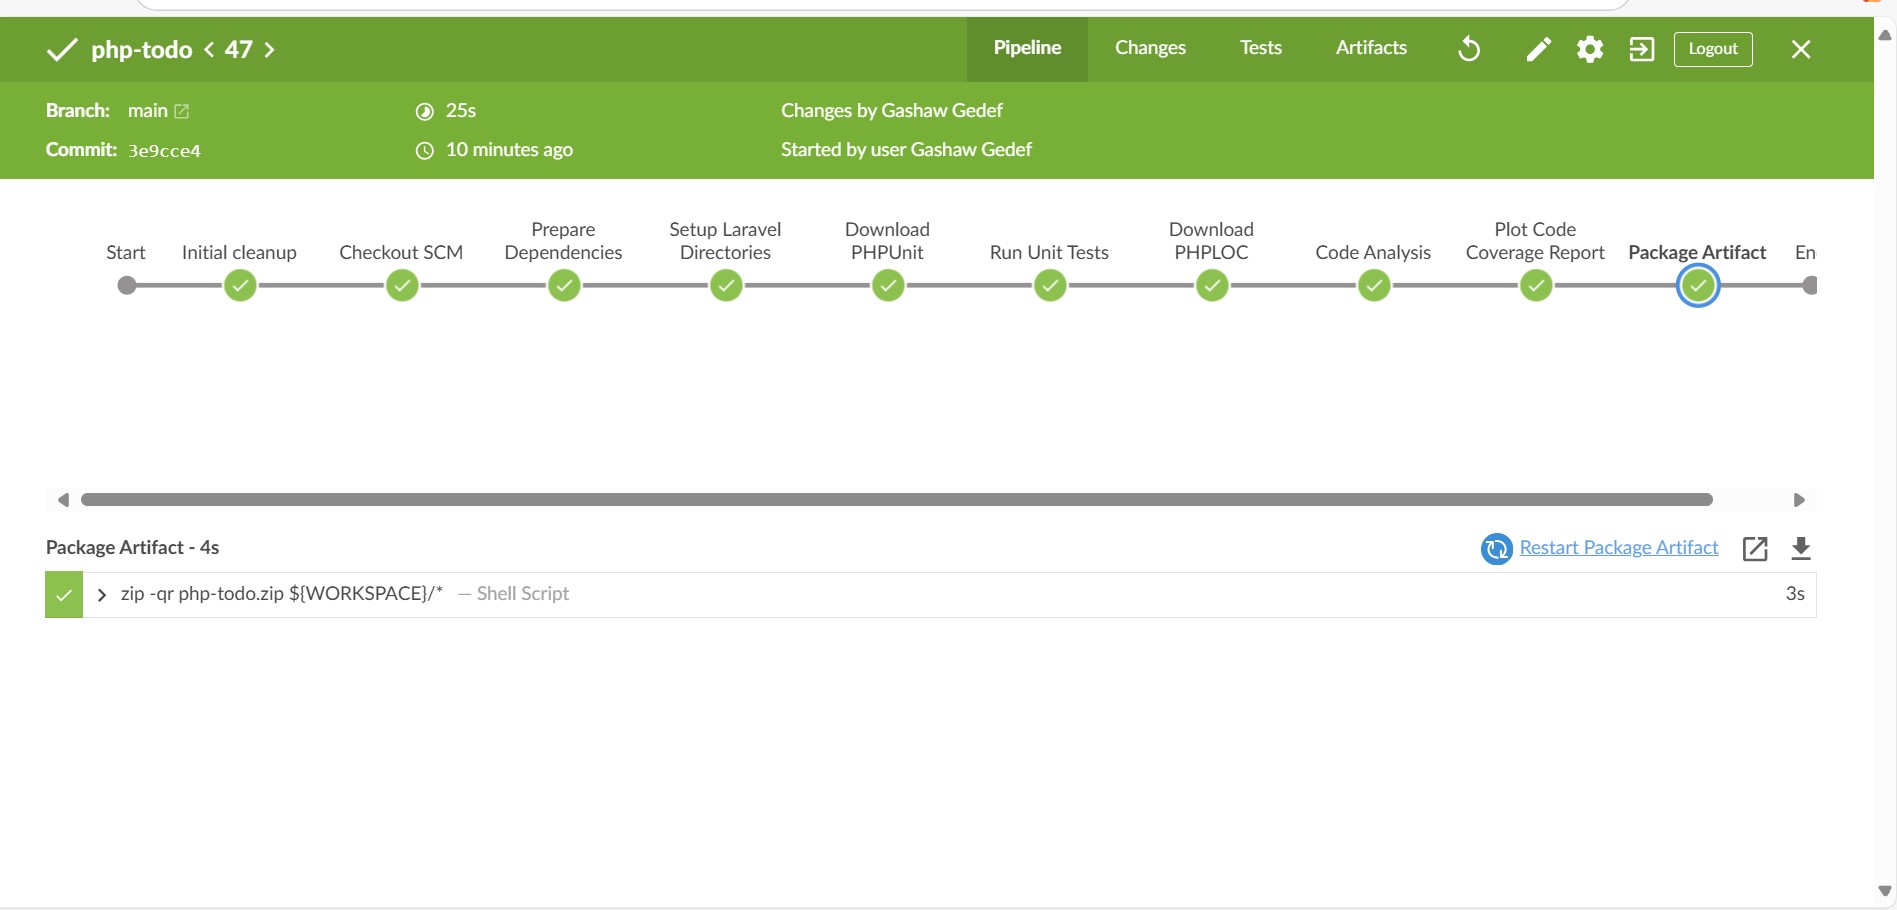 php-todo < 47 >
Pipeline
Changes
Tests
Artifacts
Logout
Branch: main
25s
Changes by Gashaw Gedef
Commit: 3e9cce4
10 minutes ago
Started by user Gashaw Gedef
Start
Initial cleanup
Checkout SCM
Prepare
Dependencies
Setup Laravel
Directories
Download
PHPUnit
Run Unit Tests
Download
PHPLOC
Code Analysis
Plot Code
Coverage Report
Package Artifact
En
Package Artifact - 4s
Restart Package Artifact
zip -qr php-todo.zip ${WORKSPACE}/* — Shell Script
3s